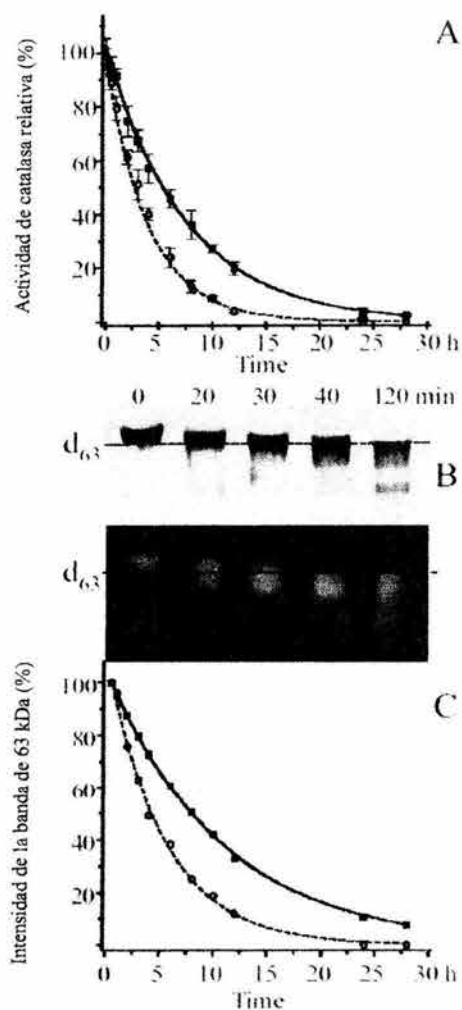 A
Actividad de catalasa relativa (%)
100
80
60
40
20
0 5 10 15 20 25 30 h
Time
0 20 30 40 120 min
d63
B
d63
C
Intensidad de la banda de 63 kDa (%)
100
80
60
40
20
0 5 10 15 20 25 30 h
Time